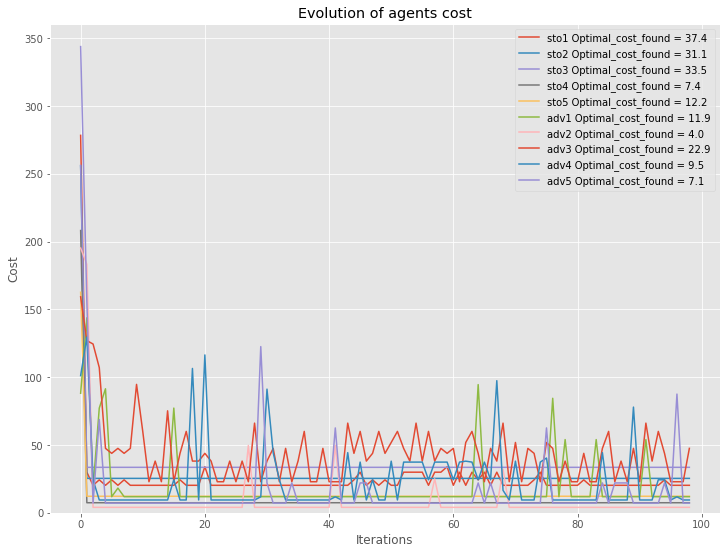 Evolution of agents cost
350
300
250
200
150
100
50
0
Cost
sto1 Optimal_cost_found = 37.4
sto2 Optimal_cost_found = 31.1
sto3 Optimal_cost_found = 33.5
sto4 Optimal_cost_found = 7.4
sto5 Optimal_cost_found = 12.2
adv1 Optimal_cost_found = 11.9
adv2 Optimal_cost_found = 4.0
adv3 Optimal_cost_found = 22.9
adv4 Optimal_cost_found = 9.5
adv5 Optimal_cost_found = 7.1
0 20 40 60 80 100
Iterations